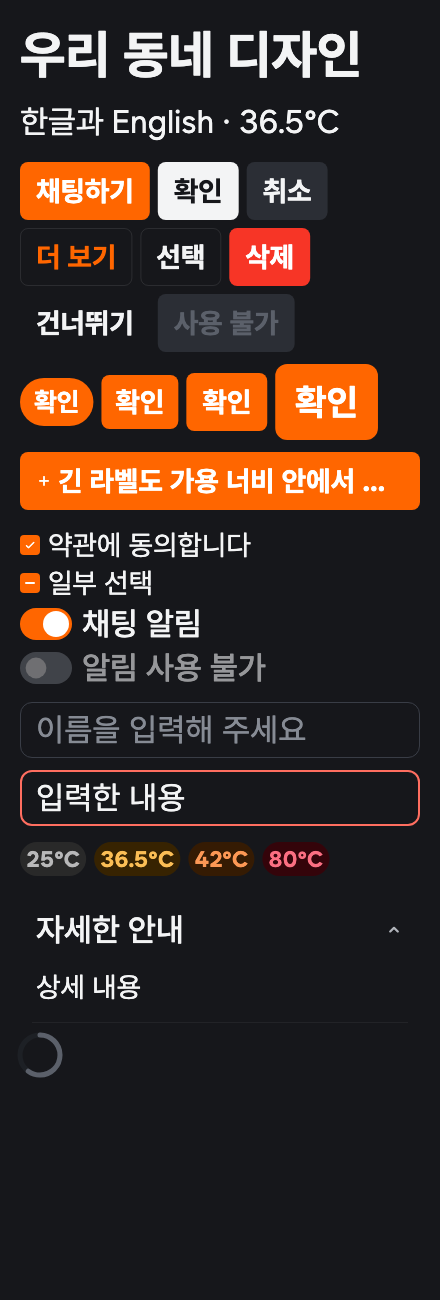 우리 동네 디자인
한글과 English · 36.5°C
채팅하기 확인 취소
더 보기 선택 삭제
건너뛰기 사용 불가
확인 확인 확인 확인
+ 긴 라벨도 가용 너비 안에서 ...
약관에 동의합니다
일부 선택
채팅 알림
알림 사용 불가
이름을 입력해 주세요
입력한 내용
25°C 36.5°C 42°C 80°C
자세한 안내
상세 내용